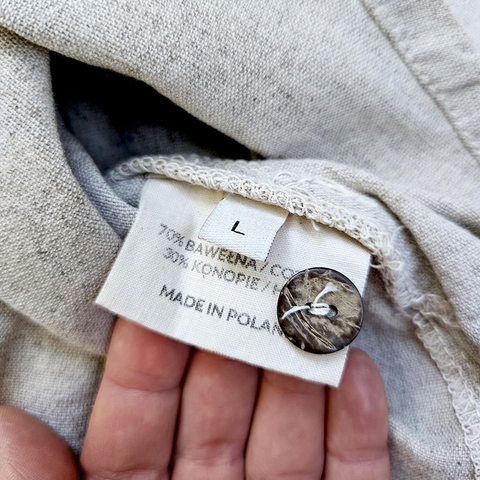 L
70% BAWEŁNA / CO
30% KONOPIE / H
MADE IN POLAN